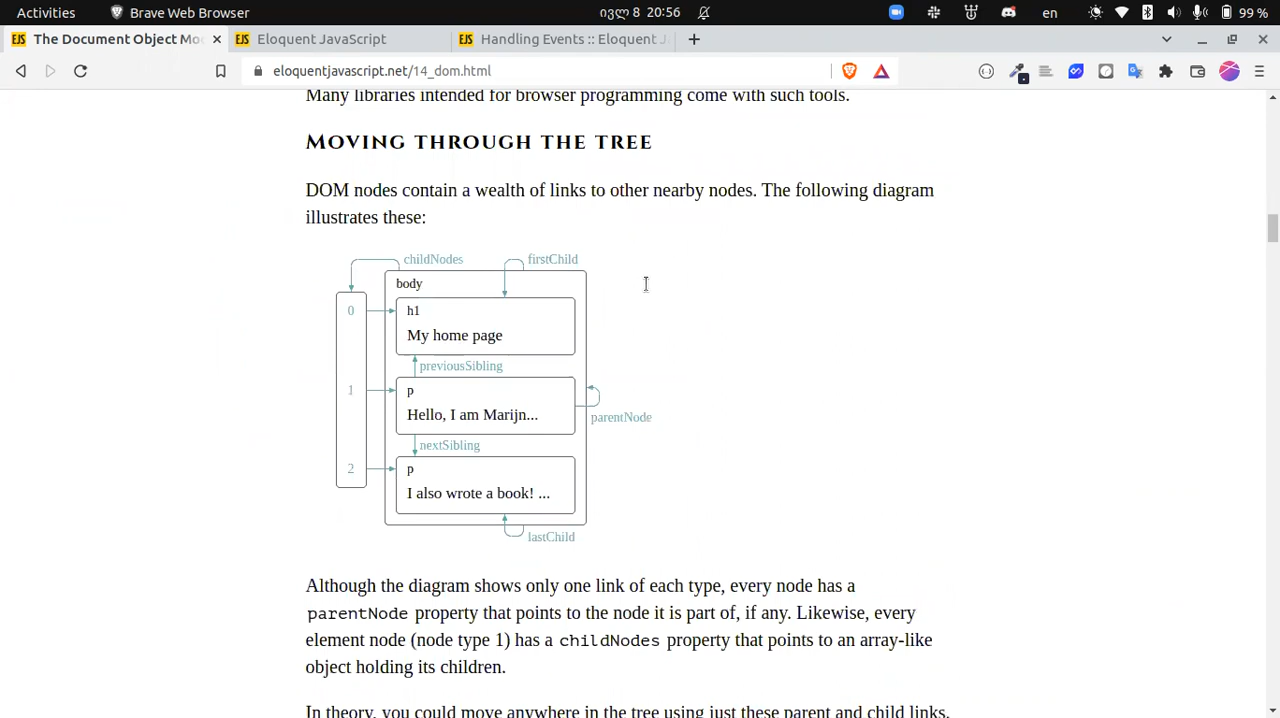 Activities
Brave Web Browser
ივლ 8 20:56
en
99 %
The Document Object Mo
Eloquent JavaScript
Handling Events :: Eloquent J
eloquentjavascript.net/14_dom.html
Many libraries intended for browser programming come with such tools.
MOVING THROUGH THE TREE
DOM nodes contain a wealth of links to other nearby nodes. The following diagram
illustrates these:
childNodes
firstChild
body
0
h1
My home page
previousSibling
1
p
Hello, I am Marijn...
parentNode
nextSibling
2
p
I also wrote a book! ...
lastChild
Although the diagram shows only one link of each type, every node has a
parentNode property that points to the node it is part of, if any. Likewise, every
element node (node type 1) has a childNodes property that points to an array-like
object holding its children.
In theory, you could move anywhere in the tree using just these parent and child links.